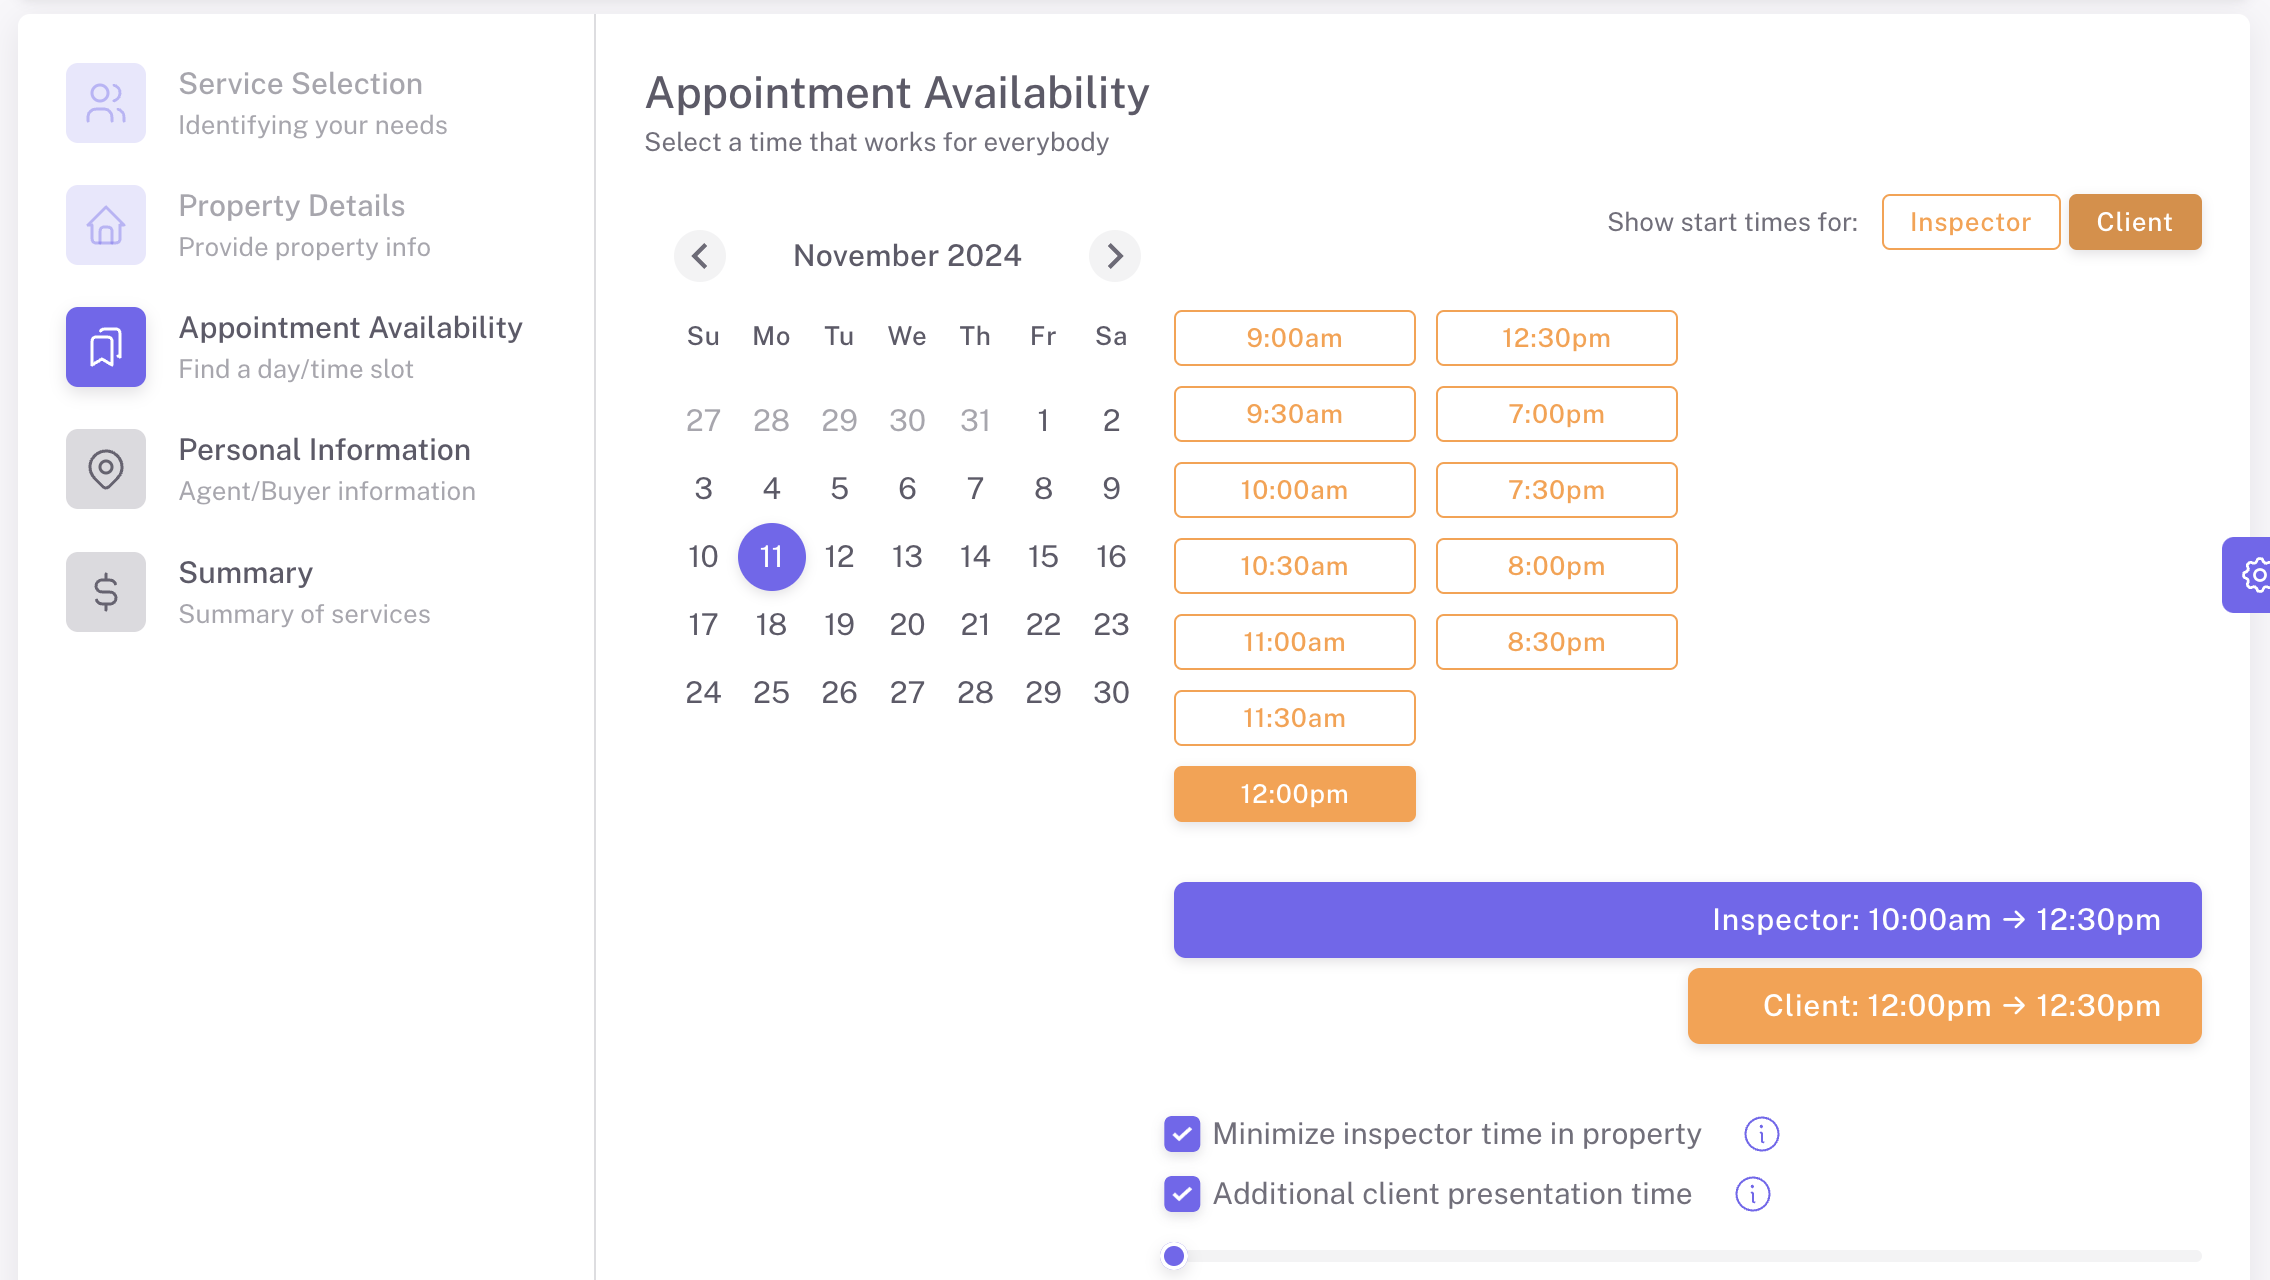 Service Selection
Identifying your needs
Property Details
Provide property info
Appointment Availability
Find a day/time slot
Personal Information
Agent/Buyer information
Summary
Summary of services
Appointment Availability
Select a time that works for everybody
Show start times for: Inspector Client
November 2024
Su Mo Tu We Th Fr Sa
27 28 29 30 31 1 2
3 4 5 6 7 8 9
10 11 12 13 14 15 16
17 18 19 20 21 22 23
24 25 26 27 28 29 30
9:00am
9:30am
10:00am
10:30am
11:00am
11:30am
12:00pm
12:30pm
7:00pm
7:30pm
8:00pm
8:30pm
Inspector: 10:00am → 12:30pm
Client: 12:00pm → 12:30pm
Minimize inspector time in property
Additional client presentation time